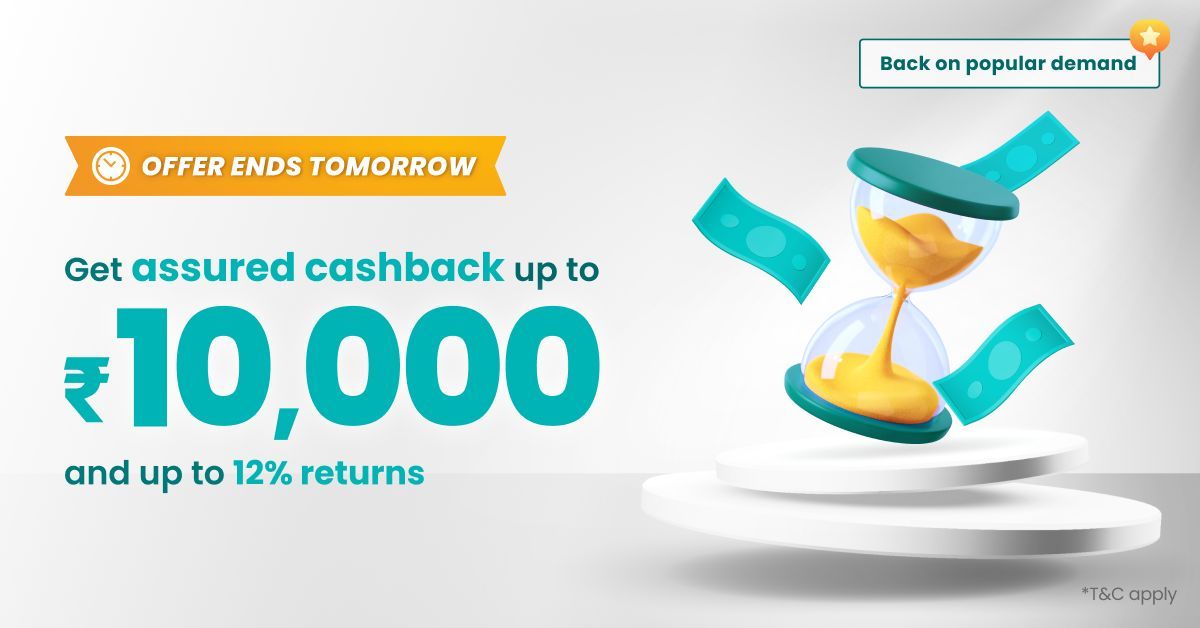 Back on popular demand
OFFER ENDS TOMORROW
Get assured cashback up to
₹10,000
and up to 12% returns
*T&C apply